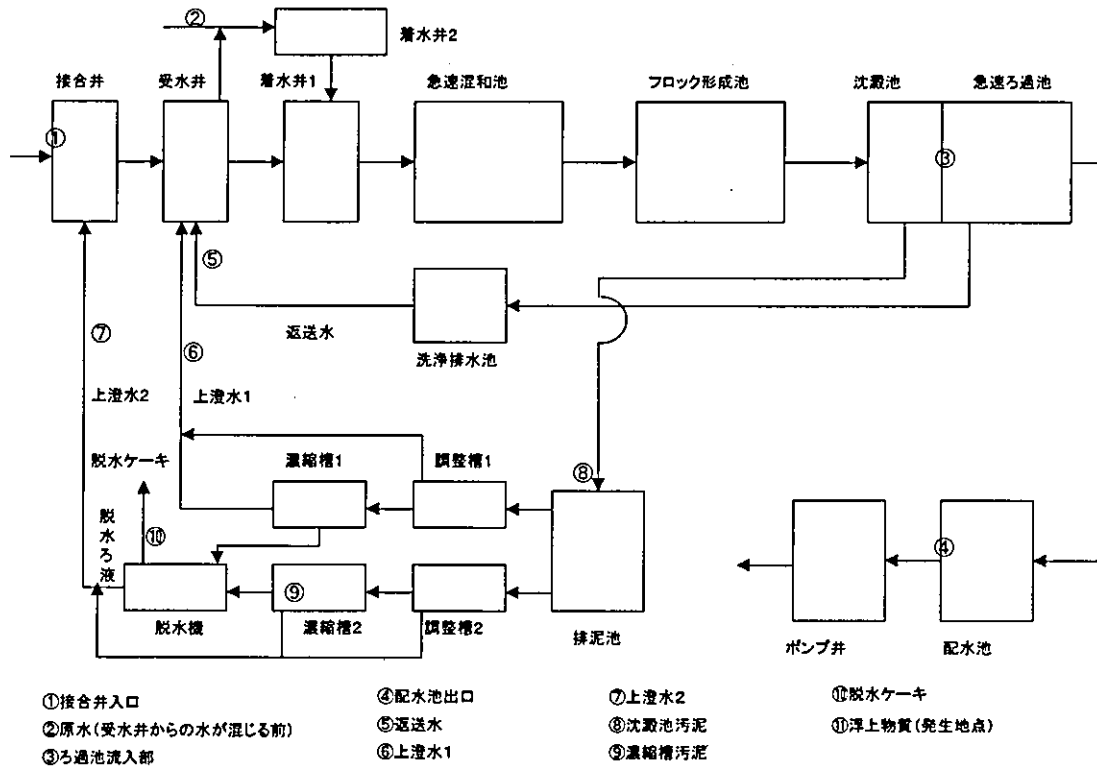 ②
着水井2
接合井
受水井
着水井1
急速混和池
フロック形成池
沈澱池
急速ろ過池
①
③
⑤
返送水
洗浄排水池
⑦
⑥
上澄水2
上澄水1
脱水ケーキ
濃縮槽1
調整槽1
⑧
脱水ろ液
⑩
④
⑨
脱水機
濃縮槽2
調整槽2
排泥池
ポンプ井
配水池
①接合井入口
②原水(受水井からの水が混じる前)
③ろ過池流入部
④配水池出口
⑤返送水
⑥上澄水1
⑦上澄水2
⑧沈澱池汚泥
⑨濃縮槽汚泥
⑩脱水ケーキ
⑪浮上物質(発生地点)